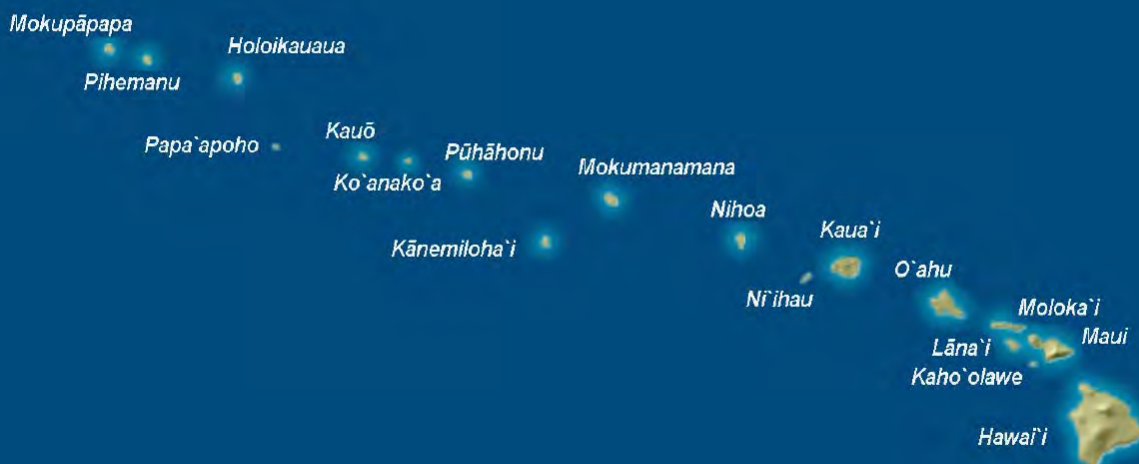 Mokupāpapa
Pihemanu
Holoikauaua
Papa`apoho
Kauō
Ko`anako`a
Pūhāhonu
Kānemiloha`i
Mokumanamana
Nihoa
Ni`ihau
Kaua`i
O`ahu
Moloka`i
Maui
Lāna`i
Kaho`olawe
Hawai`i